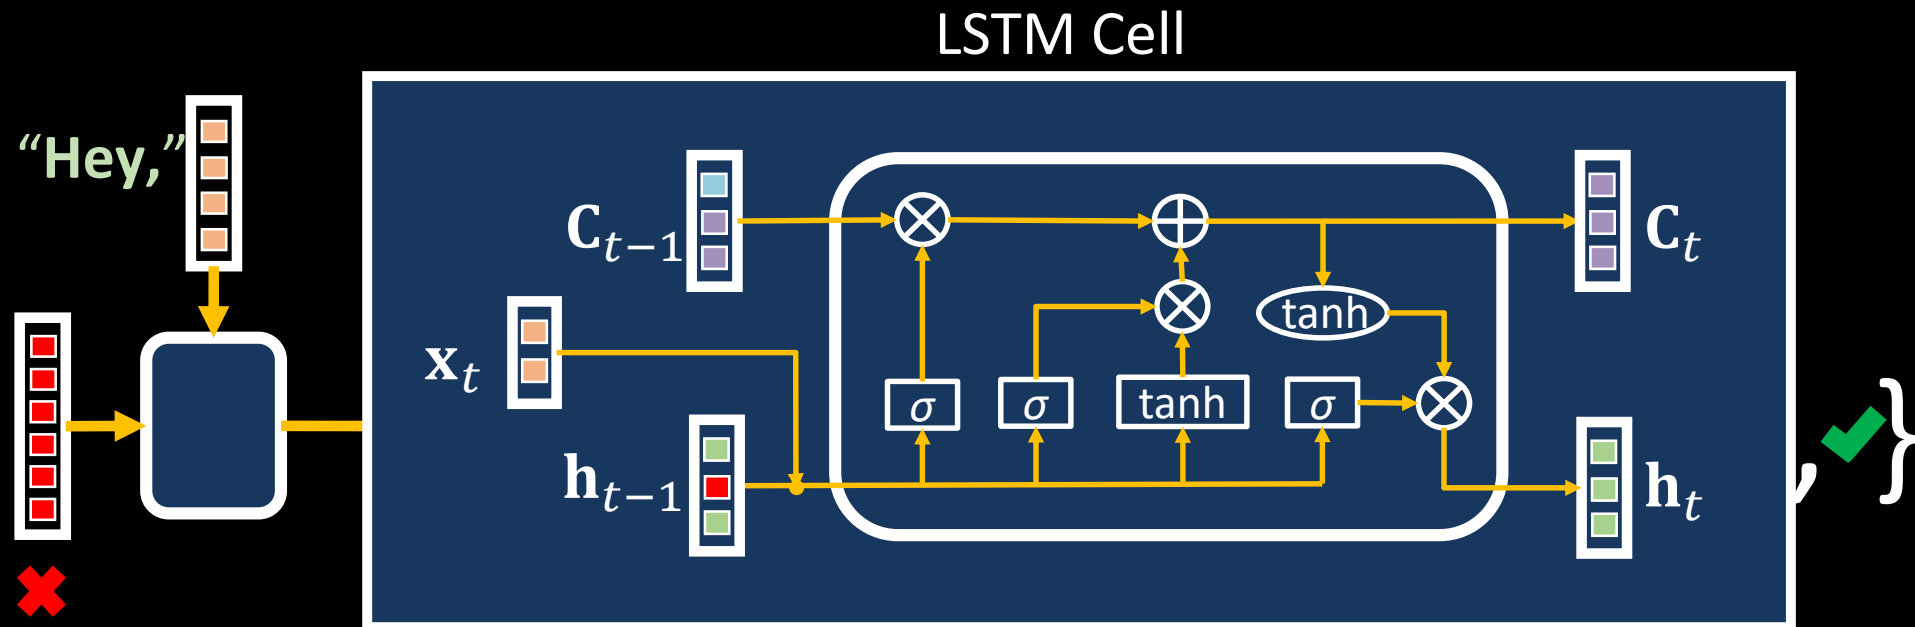 LSTM Cell
“Hey,”
C_{t−1}
C_t
tanh
x_t
σ
σ
tanh
σ
h_{t−1}
h_t
, ✔}
✖